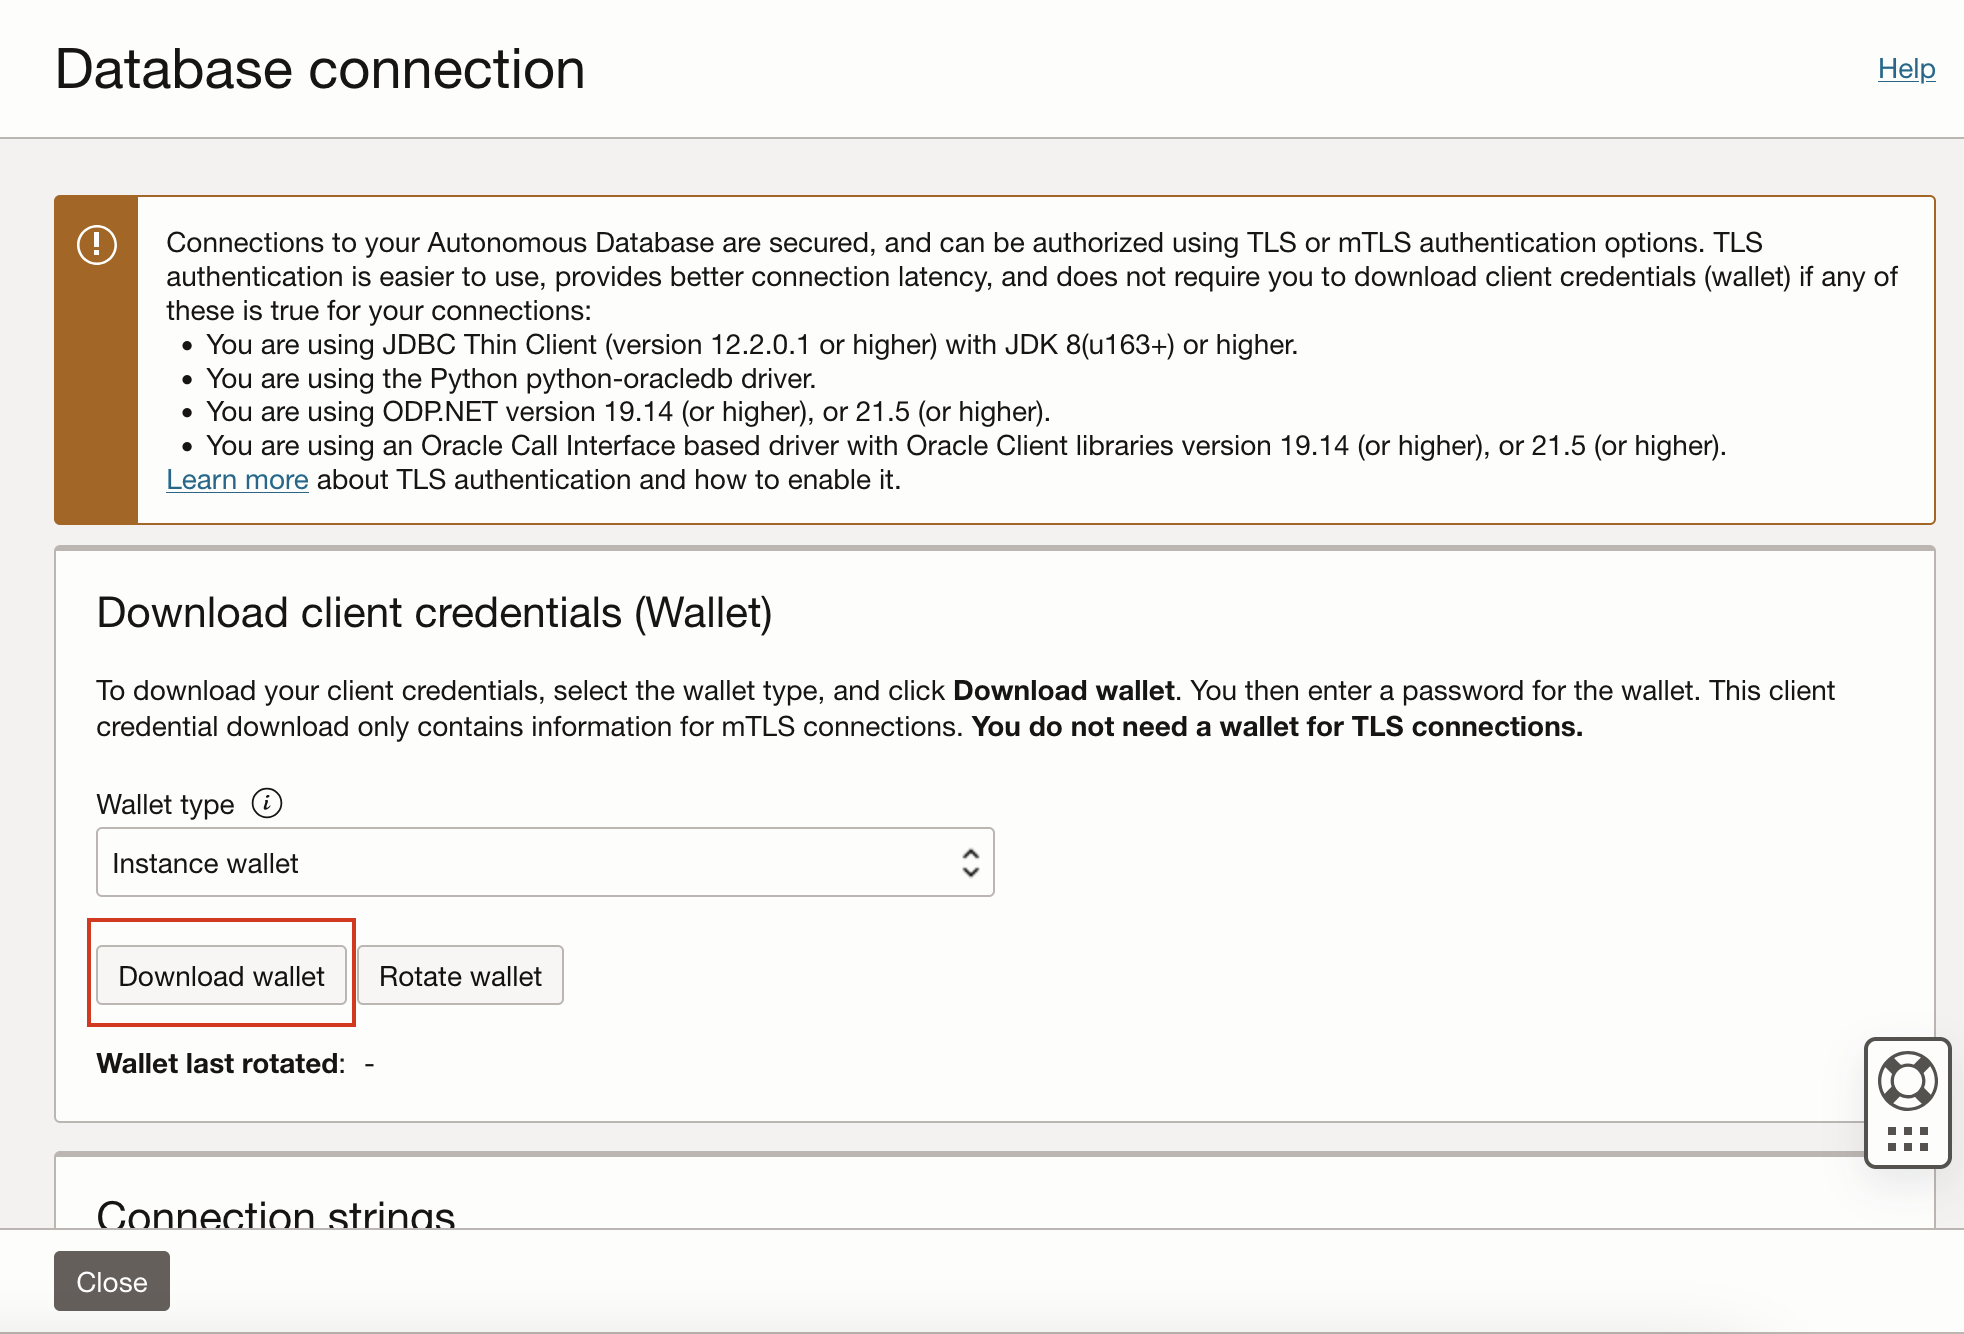 Database connection
Help
Connections to your Autonomous Database are secured, and can be authorized using TLS or mTLS authentication options. TLS
authentication is easier to use, provides better connection latency, and does not require you to download client credentials (wallet) if any of
these is true for your connections:
• You are using JDBC Thin Client (version 12.2.0.1 or higher) with JDK 8(u163+) or higher.
• You are using the Python python-oracledb driver.
• You are using ODP.NET version 19.14 (or higher), or 21.5 (or higher).
• You are using an Oracle Call Interface based driver with Oracle Client libraries version 19.14 (or higher), or 21.5 (or higher).
Learn more about TLS authentication and how to enable it.
Download client credentials (Wallet)
To download your client credentials, select the wallet type, and click Download wallet. You then enter a password for the wallet. This client
credential download only contains information for mTLS connections. You do not need a wallet for TLS connections.
Wallet type
Instance wallet
Download wallet
Rotate wallet
Wallet last rotated: -
Connection strings
Close